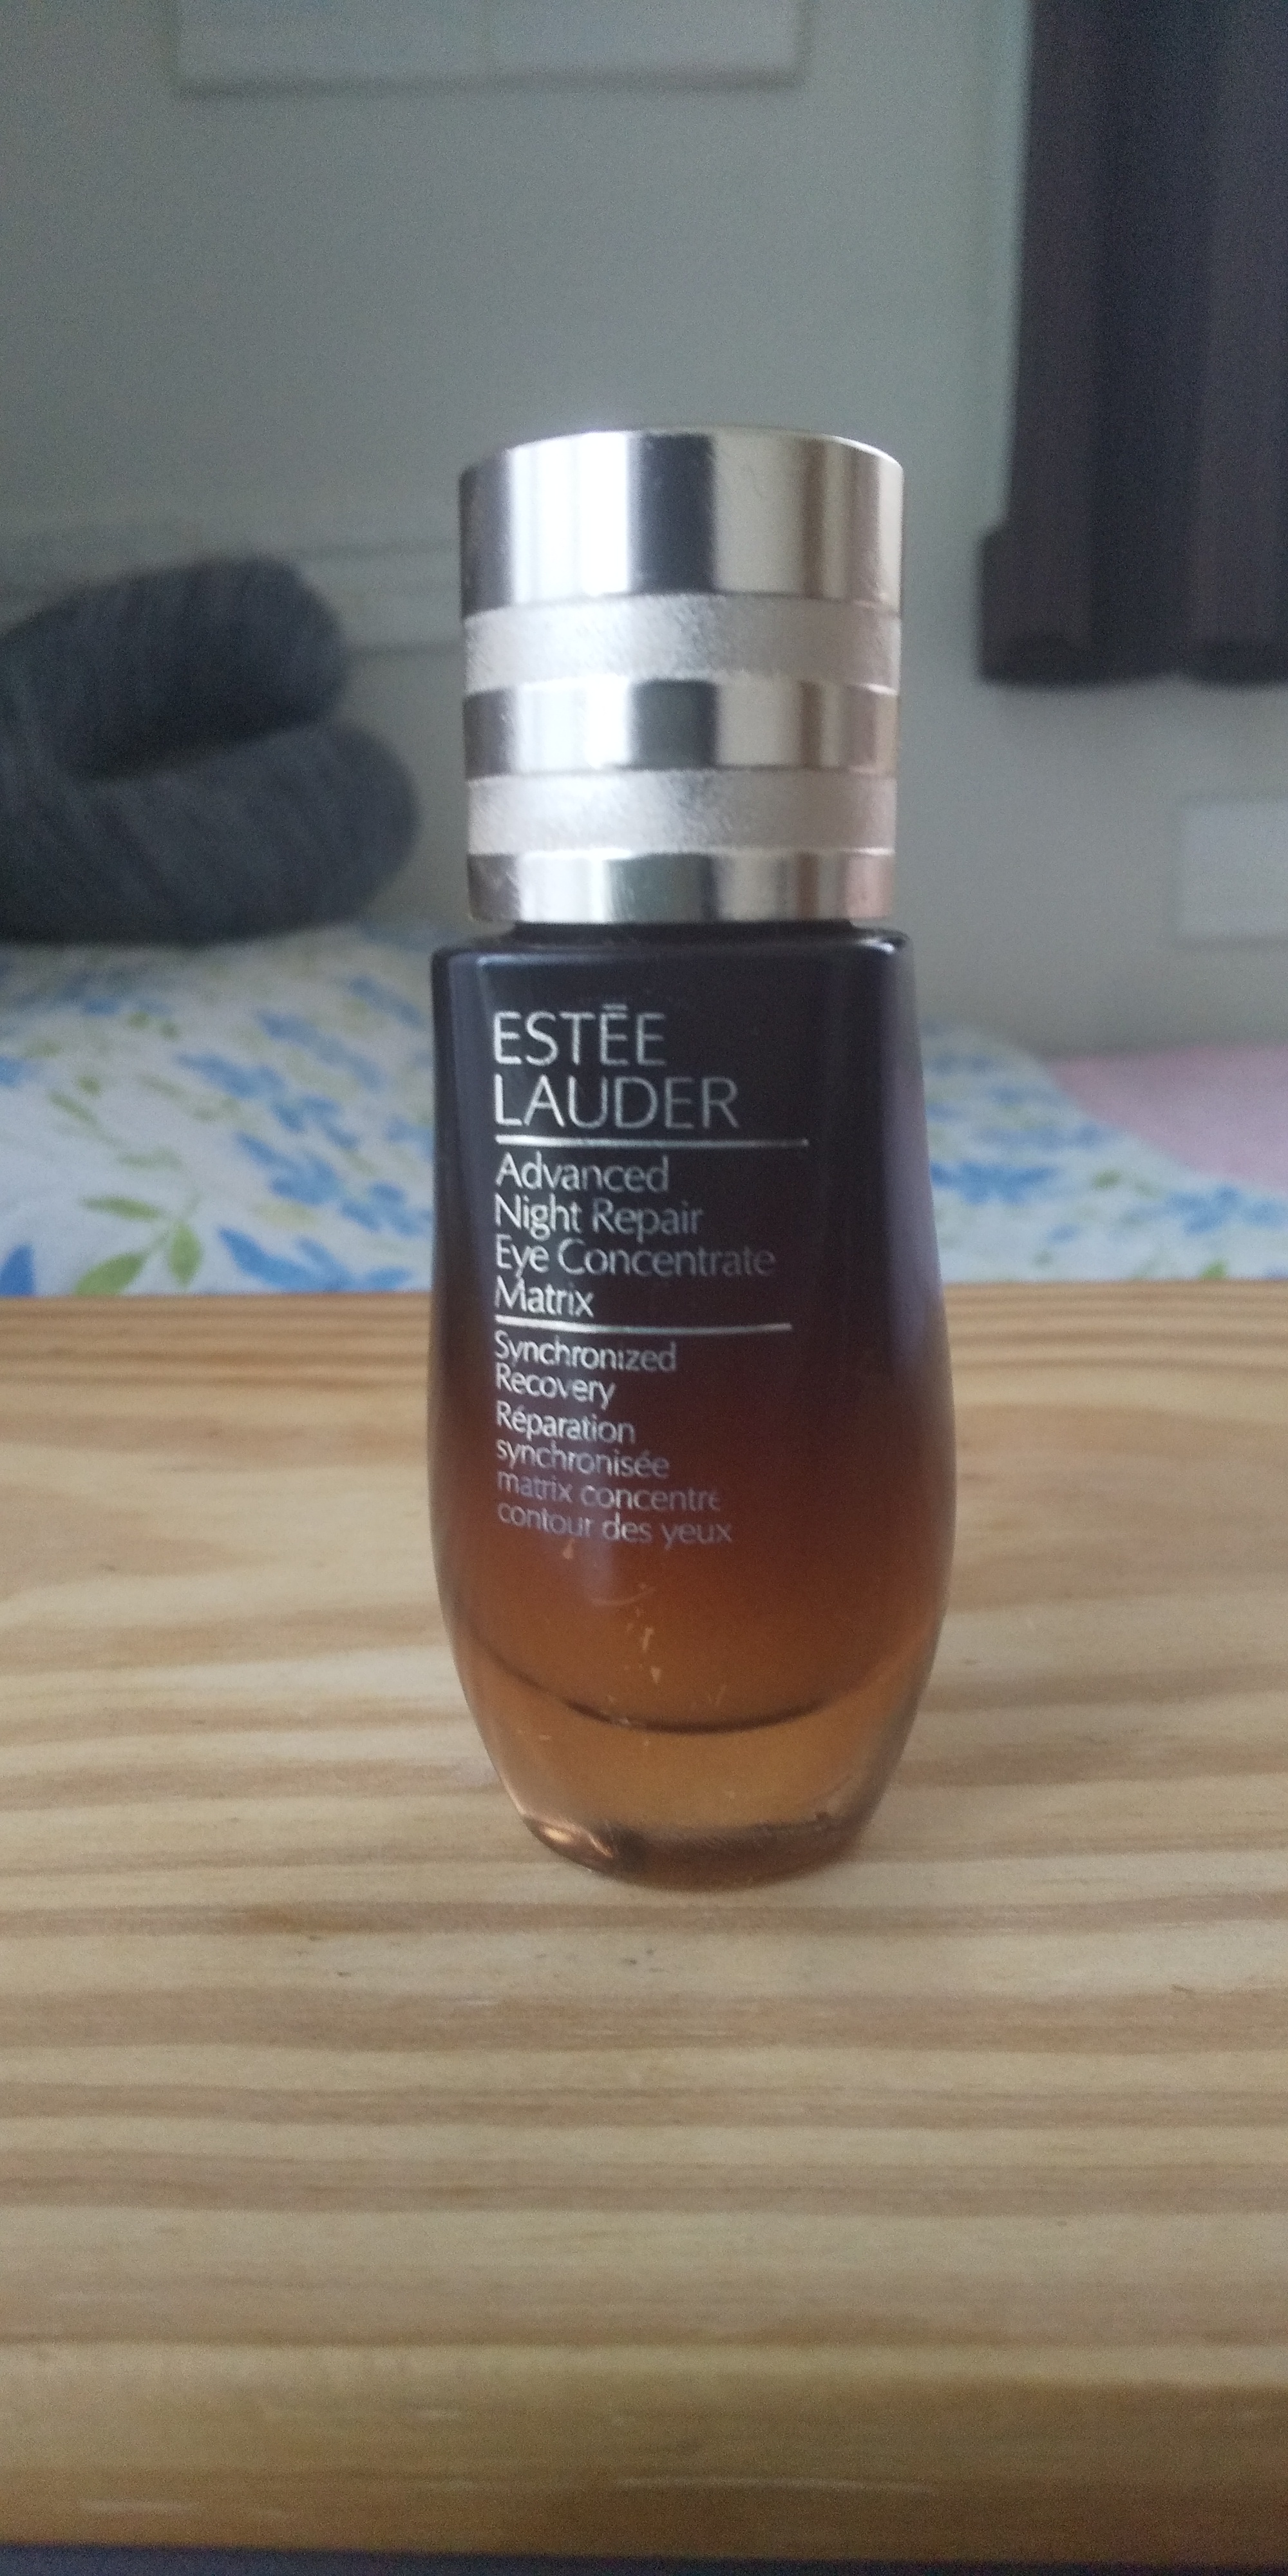 ESTĒE
LAUDER
Advanced
Night Repair
Eye Concentrate
Matrix
Synchronized
Recovery
Réparation
synchronisée
matrix concentré
contour des yeux